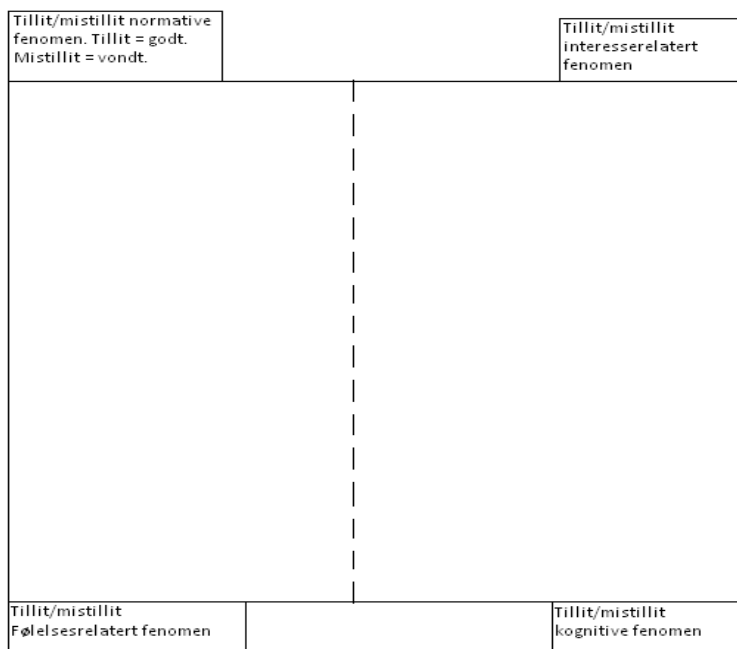 Tillit/mistillit normative
fenomen. Tillit = godt.
Mistillit = vondt.
Tillit/mistillit
interesserelatert
fenomen
Tillit/mistillit
Følelsesrelatert fenomen
Tillit/mistillit
kognitive fenomen